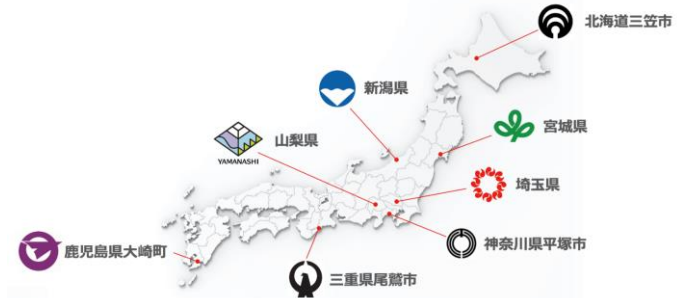 北海道三笠市
新潟県
宮城県
山梨県
YAMANASHI
埼玉県
神奈川県平塚市
鹿児島県大崎町
三重県尾鷲市